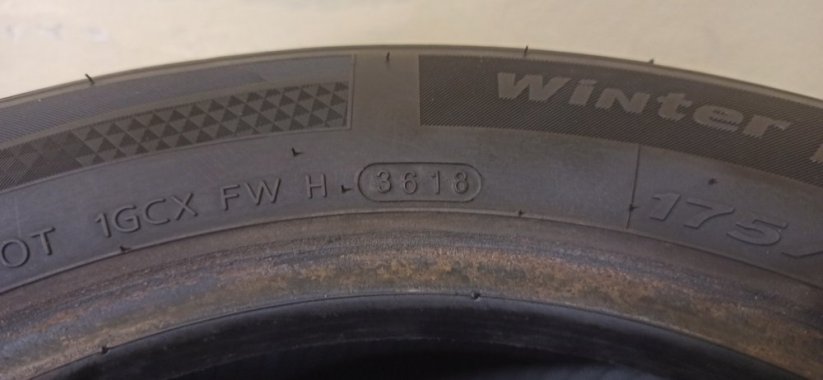 Winter
OT 1GCX FW H 3618
175/